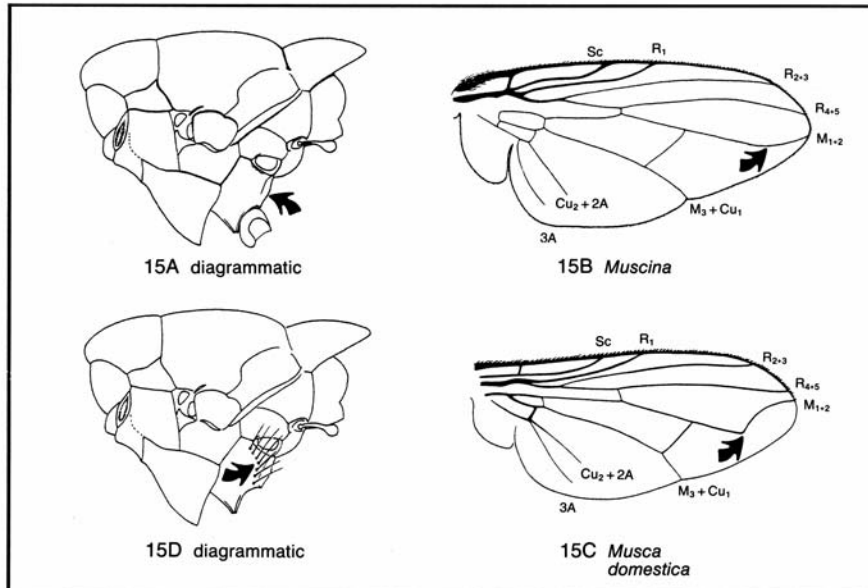 Sc
R₁
R₂₊₃
R₄₊₅
M₁₊₂
Cu₂ + 2A
M₃ + Cu₁
3A
15A diagrammatic
15B Muscina
Sc
R₁
R₂₊₃
R₄₊₅
M₁₊₂
Cu₂ + 2A
M₃ + Cu₁
3A
15D diagrammatic
15C Musca
domestica